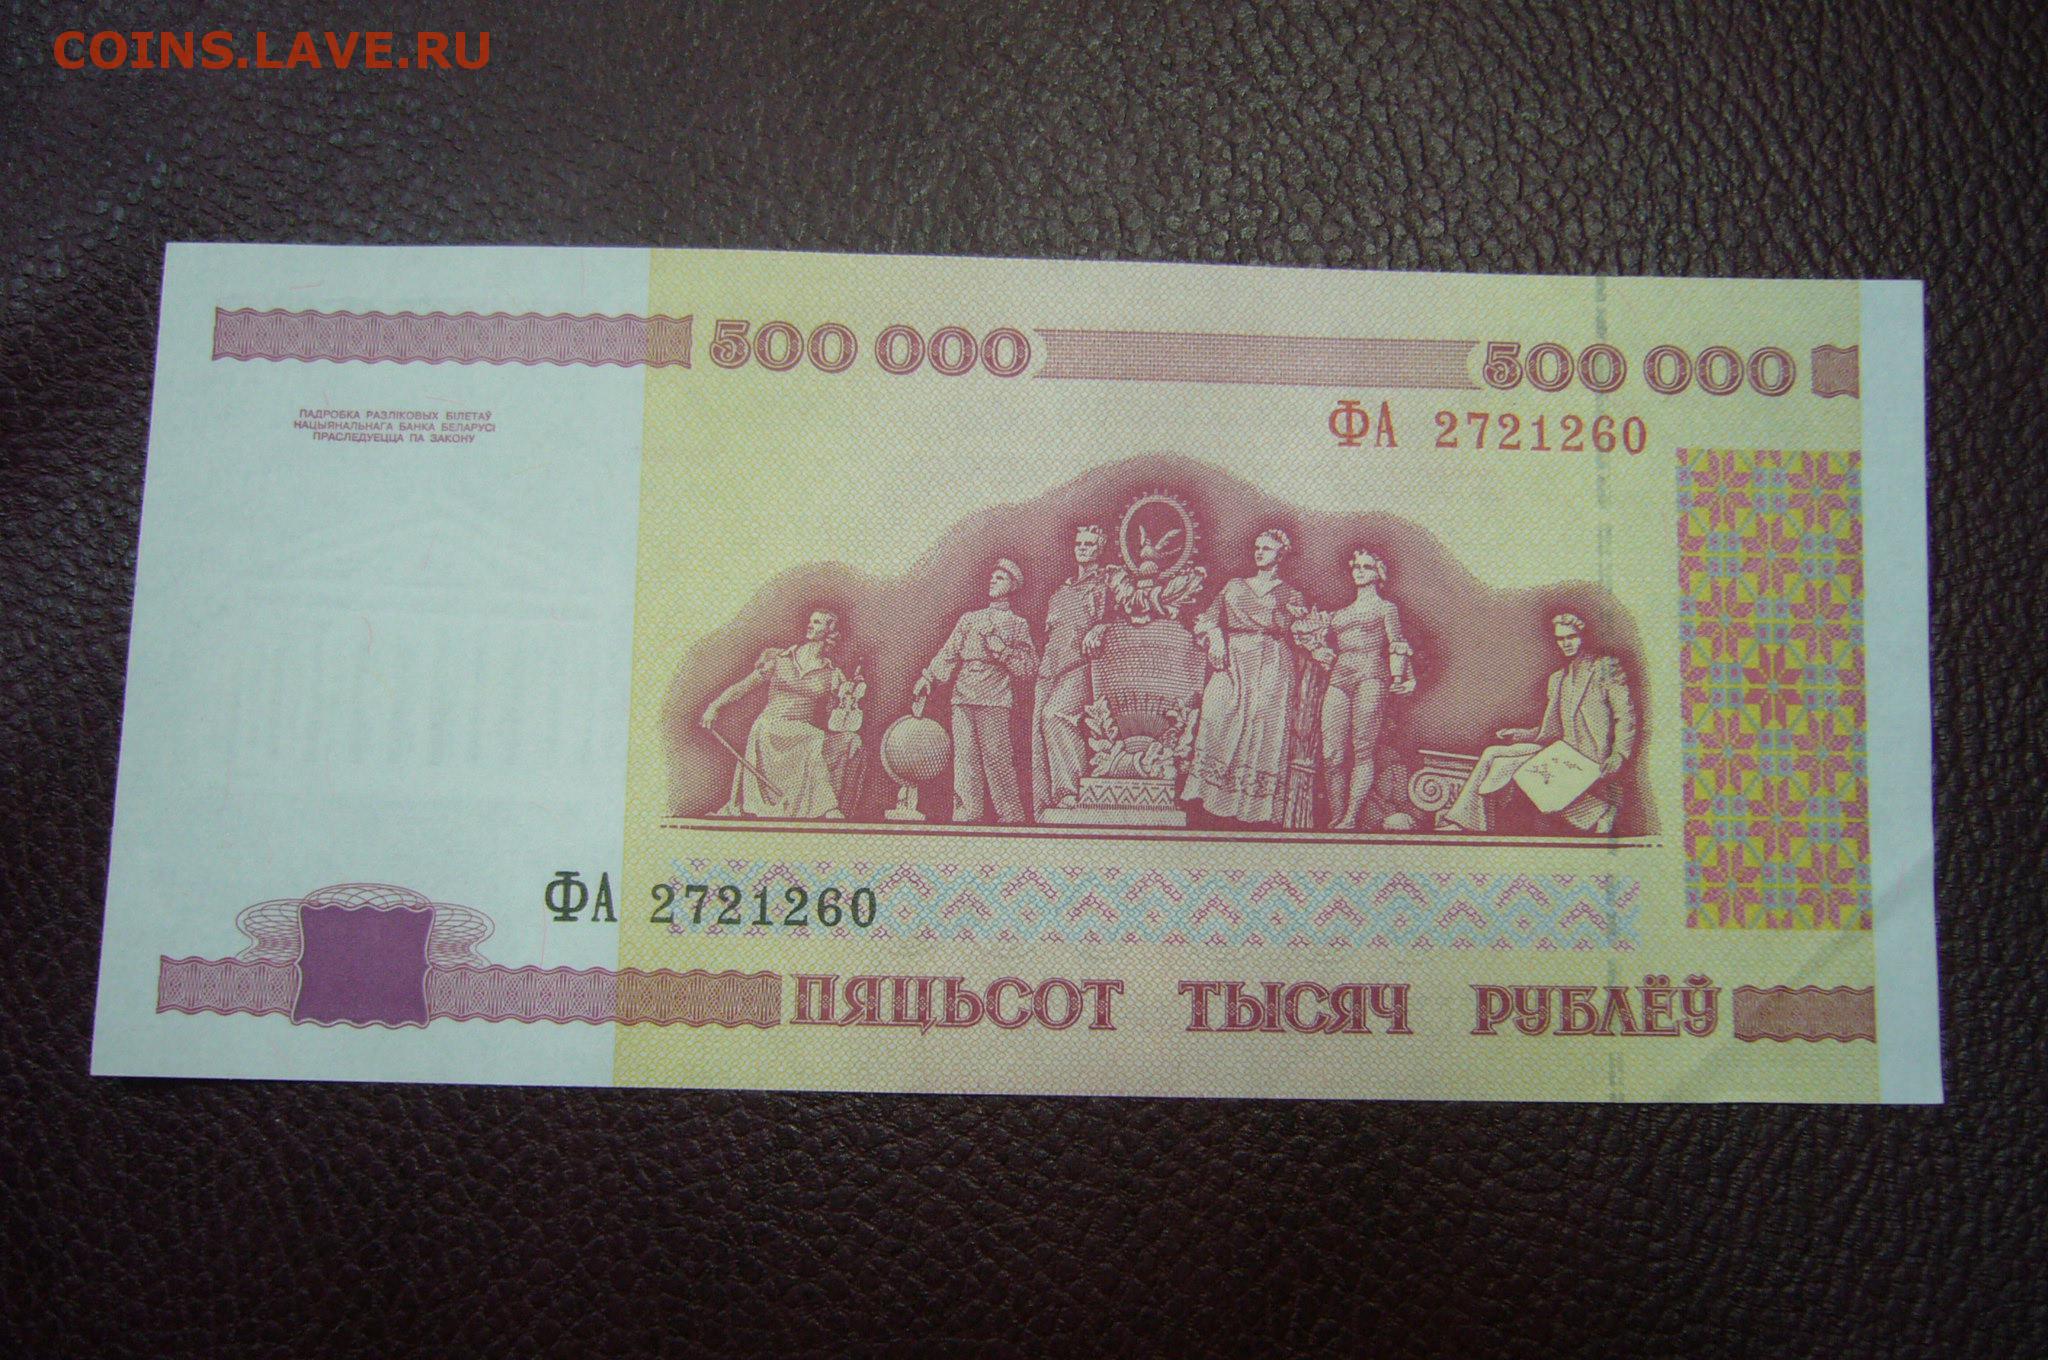 COINS.LAVE.RU
500 000 500 000
ПАДРОБКА РАЗЛІКОВЫХ БІЛЕТАЎ
НАЦЫЯНАЛЬНАГА БАНКА БЕЛАРУСІ
ПРАСЛЕДУЕЦЦА ПА ЗАКОНУ
ФА 2721260
ФА 2721260
ПЯЦЬСОТ ТЫСЯЧ РУБЛЁЎ